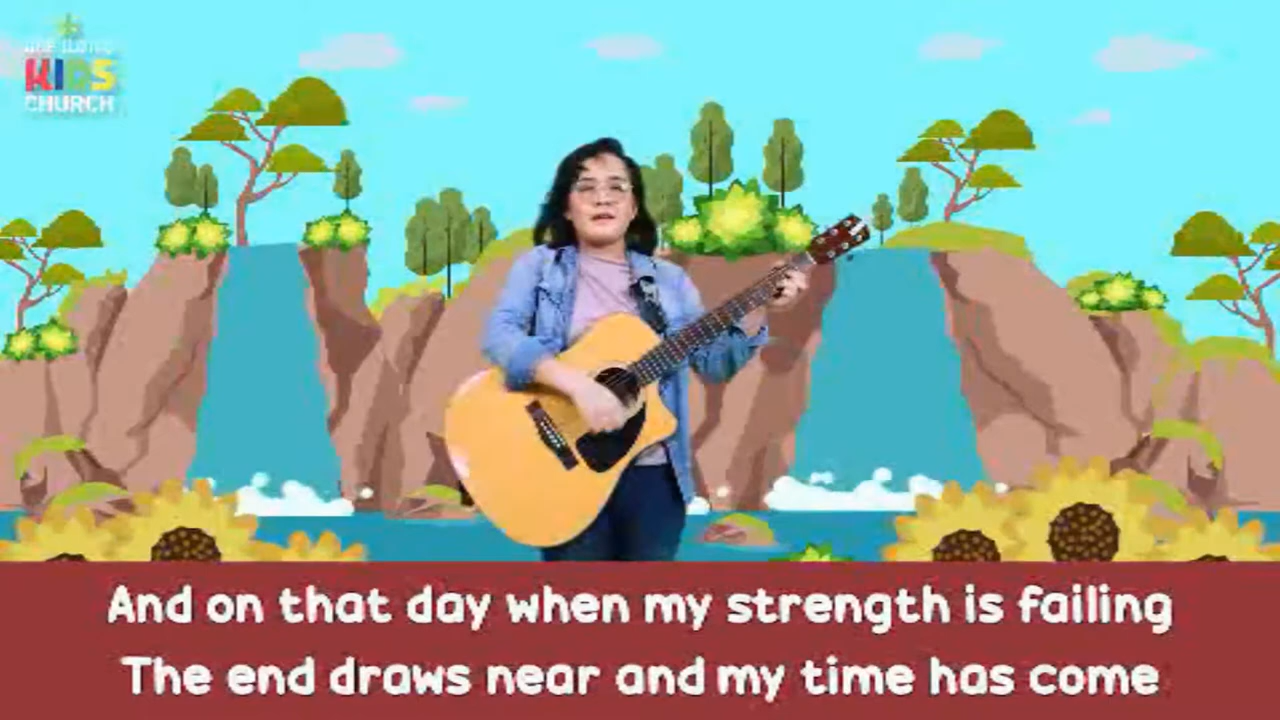 KIDS
CHURCH
And on that day when my strength is failing
The end draws near and my time has come